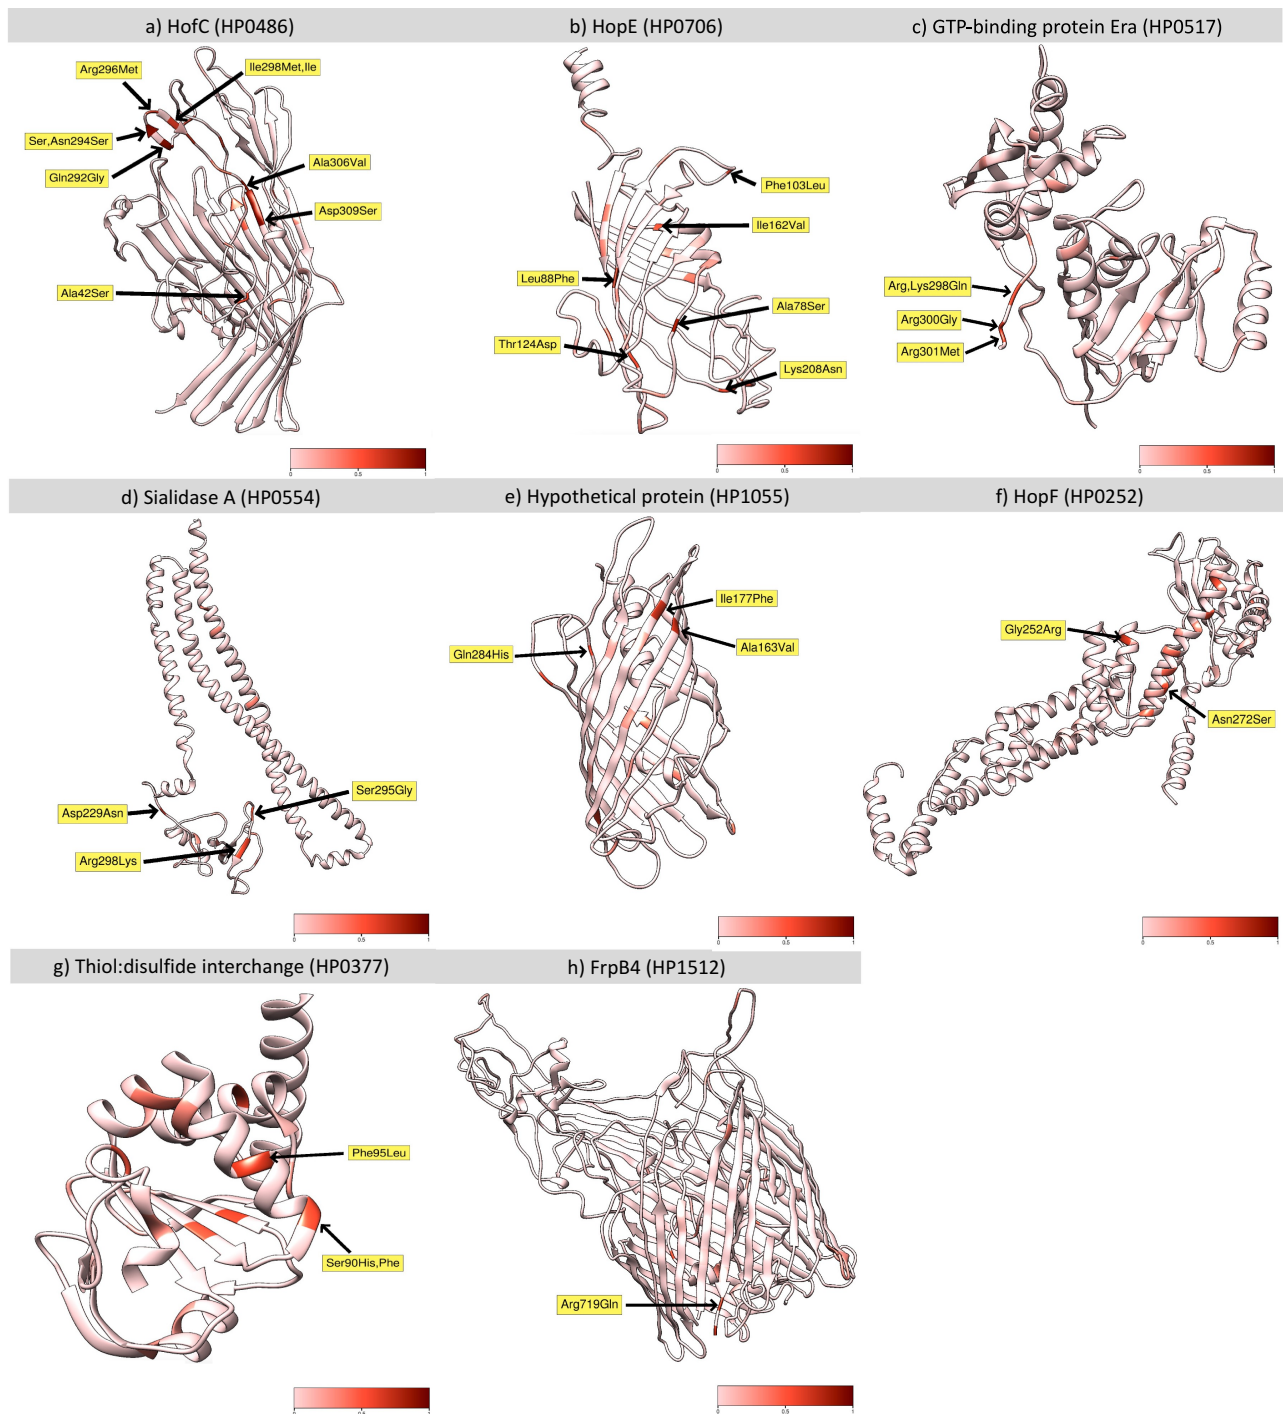 a) HofC (HP0486)
b) HopE (HP0706)
c) GTP-binding protein Era (HP0517)
Arg296Met
Ile298Met,Ile
Ser,Asn294Ser
Gln292Gly
Ala306Val
Asp309Ser
Ala42Ser
0 0.5 1
Phe103Leu
Ile162Val
Leu88Phe
Ala78Ser
Thr124Asp
Lys208Asn
0 0.5 1
Arg,Lys298Gln
Arg300Gly
Arg301Met
0 0.5 1
d) Sialidase A (HP0554)
e) Hypothetical protein (HP1055)
f) HopF (HP0252)
Asp229Asn
Ser295Gly
Arg298Lys
0 0.5 1
Ile177Phe
Gln284His
Ala163Val
0 0.5 1
Gly252Arg
Asn272Ser
0 0.5 1
g) Thiol:disulfide interchange (HP0377)
h) FrpB4 (HP1512)
Phe95Leu
Ser90His,Phe
0 0.5 1
Arg719Gln
0 0.5 1